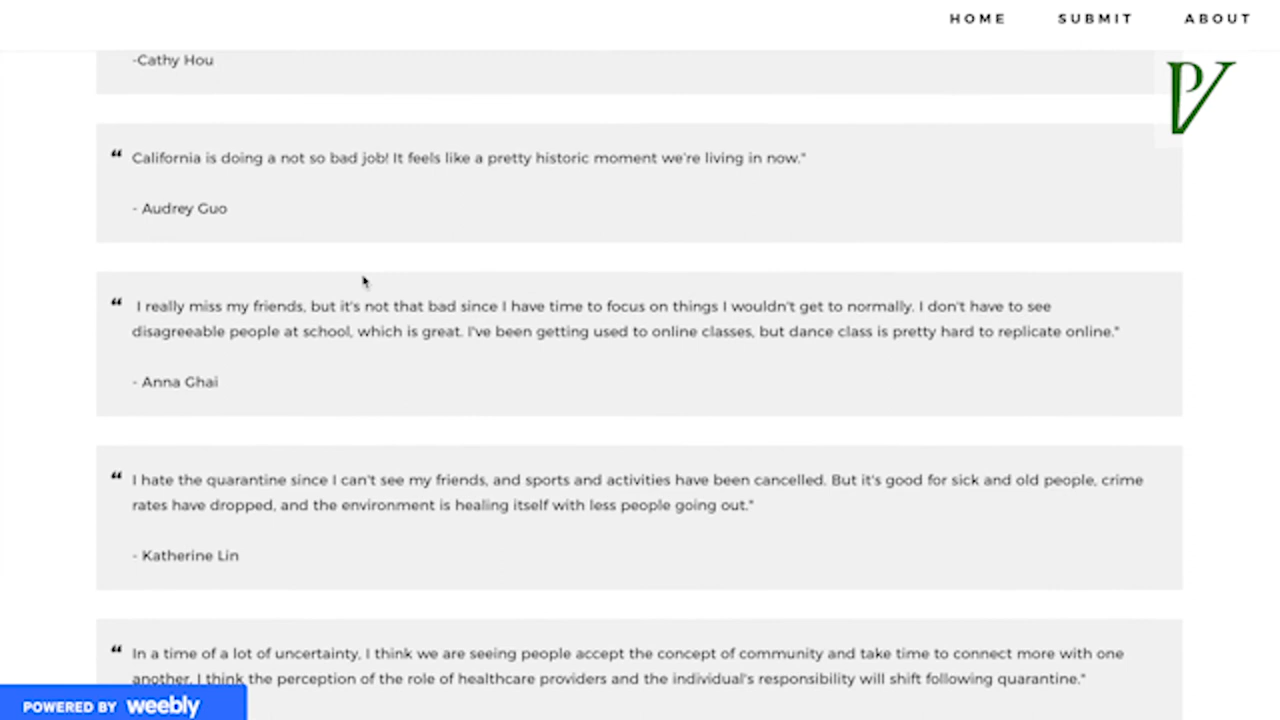 HOME SUBMIT ABOUT
-Cathy Hou
PV
“ California is doing a not so bad job! It feels like a pretty historic moment we're living in now."
- Audrey Guo
“ I really miss my friends, but it's not that bad since I have time to focus on things I wouldn't get to normally. I don't have to see
disagreeable people at school, which is great. I've been getting used to online classes, but dance class is pretty hard to replicate online."
- Anna Ghai
“ I hate the quarantine since I can't see my friends, and sports and activities have been cancelled. But it's good for sick and old people, crime
rates have dropped, and the environment is healing itself with less people going out."
- Katherine Lin
“ In a time of a lot of uncertainty, I think we are seeing people accept the concept of community and take time to connect more with one
another. I think the perception of the role of healthcare providers and the individual's responsibility will shift following quarantine."
POWERED BY weebly